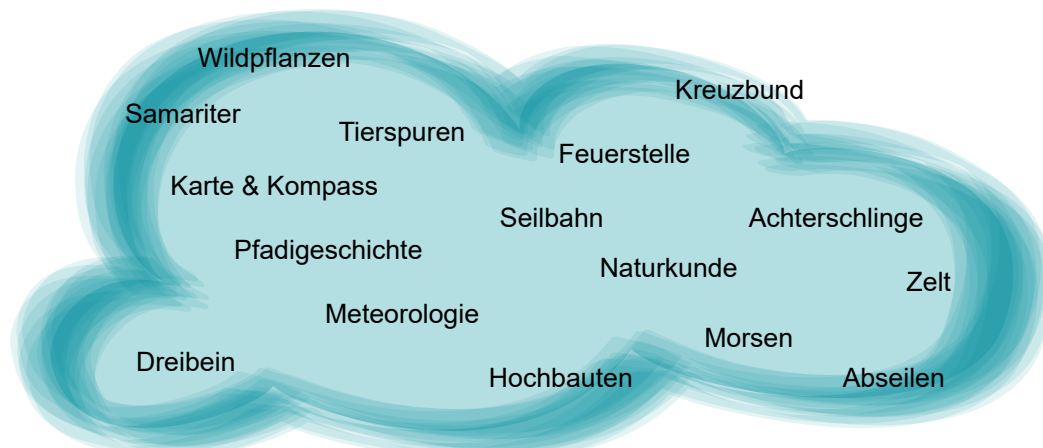 Wildpflanzen
Kreuzbund
Samariter
Tierspuren
Feuerstelle
Karte & Kompass
Seilbahn
Achterschlinge
Pfadigeschichte
Naturkunde
Zelt
Meteorologie
Morsen
Dreibein
Hochbauten
Abseilen